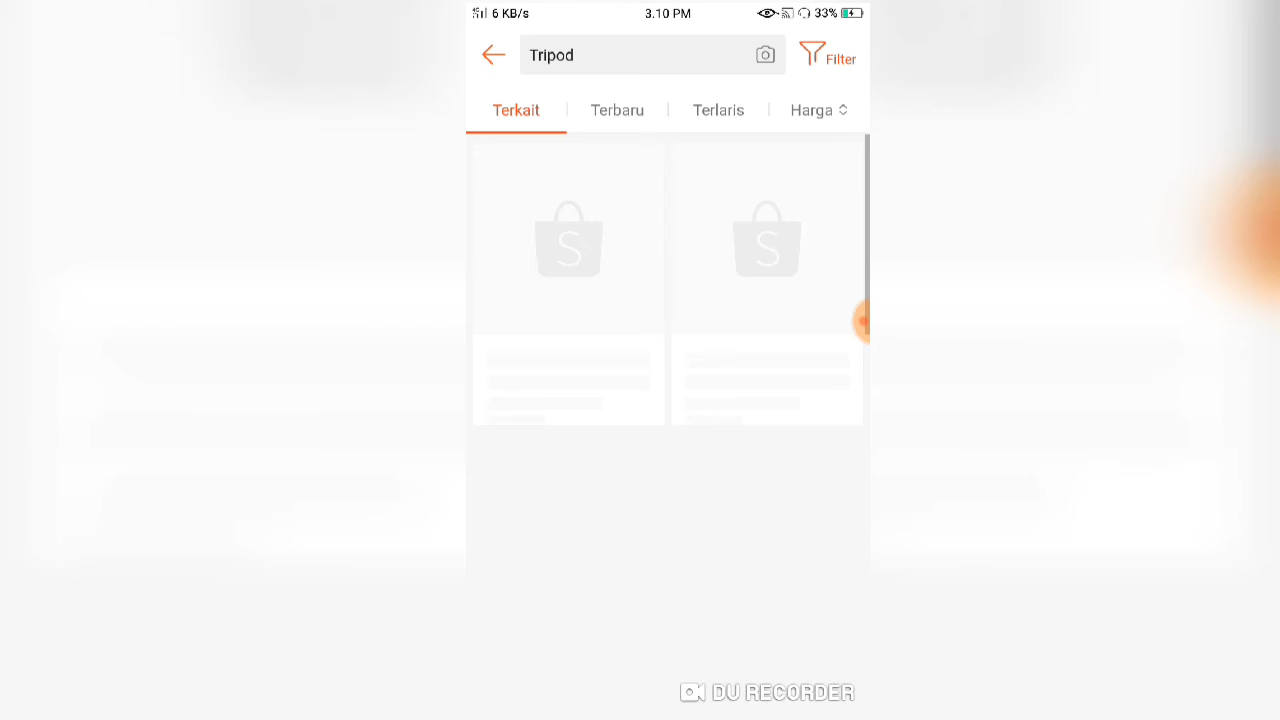 6 KB/s 3.10 PM 33%
Tripod Filter
Terkait Terbaru Terlaris Harga
S S
DU RECORDER